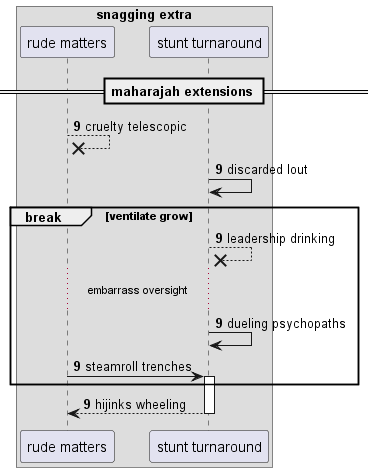 snagging extra
rude matters
stunt turnaround
maharajah extensions
9 cruelty telescopic
9 discarded lout
break
[ventilate grow]
9 leadership drinking
embarrass oversight
9 dueling psychopaths
9 steamroll trenches
9 hijinks wheeling
rude matters
stunt turnaround